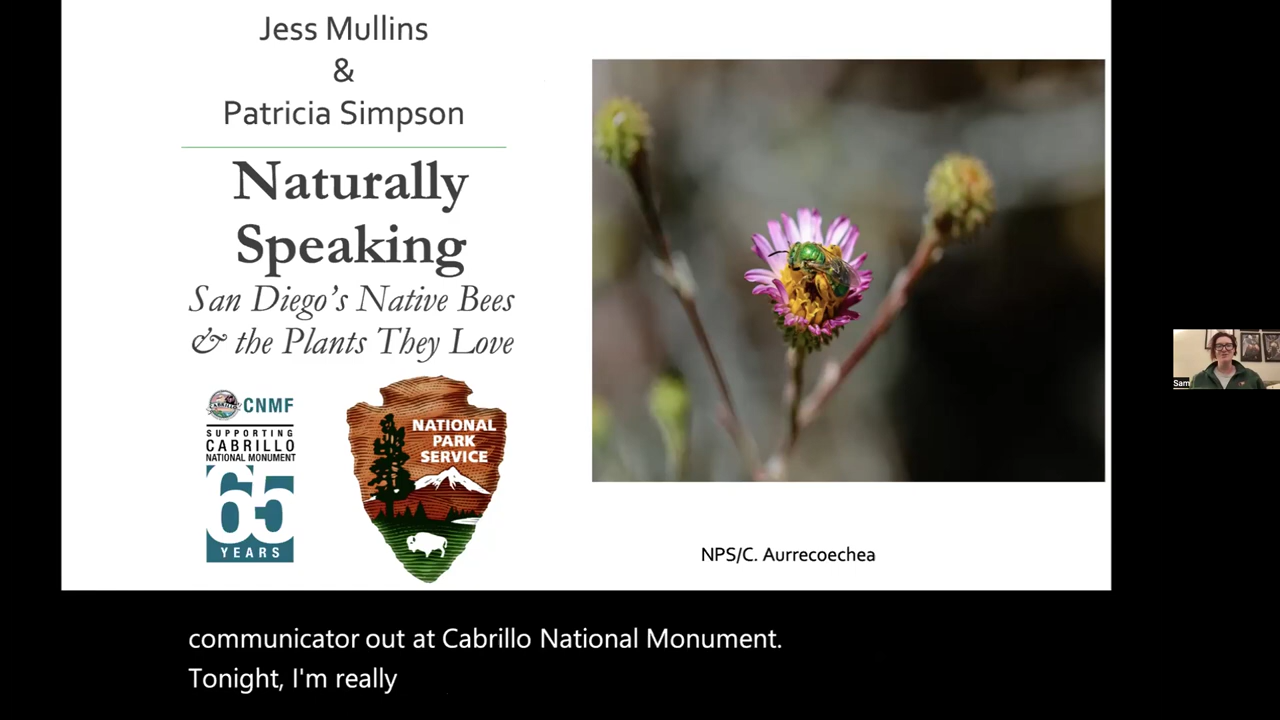 Jess Mullins
&
Patricia Simpson
Naturally
Speaking
San Diego's Native Bees
& the Plants They Love
CNMF
SUPPORTING
CABRILLO
NATIONAL MONUMENT
65
YEARS
NATIONAL
PARK
SERVICE
NPS/C. Aurrecoechea
Sam
communicator out at Cabrillo National Monument.
Tonight, I'm really